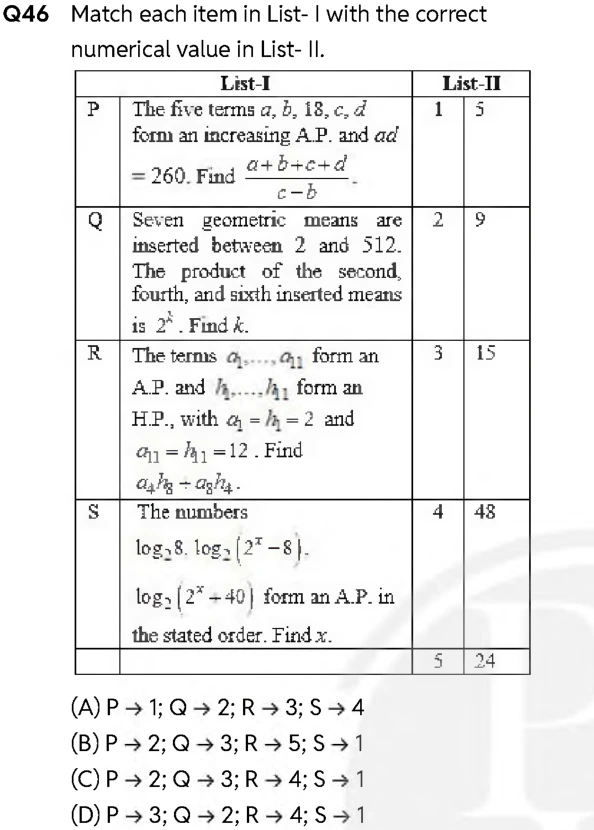 Q46 Match each item in List- I with the correct
numerical value in List- II.
List-I List-II
P The five terms a, b, 18, c, d 1 5
form an increasing A.P. and ad
= 260. Find (a+b+c+d)/(c−b).
Q Seven geometric means are 2 9
inserted between 2 and 512.
The product of the second,
fourth, and sixth inserted means
is 2^k. Find k.
R The terms a₁,...,a₁₁ form an 3 15
A.P. and h₁,...,h₁₁ form an
H.P., with a₁ = h₁ = 2 and
a₁₁ = h₁₁ = 12. Find
a₄h₈ + a₈h₄.
S The numbers 4 48
log₂8, log₂(2^x −8),
log₂(2^x +40) form an A.P. in
the stated order. Find x.
5 24
(A) P → 1; Q → 2; R → 3; S → 4
(B) P → 2; Q → 3; R → 5; S → 1
(C) P → 2; Q → 3; R → 4; S → 1
(D) P → 3; Q → 2; R → 4; S → 1